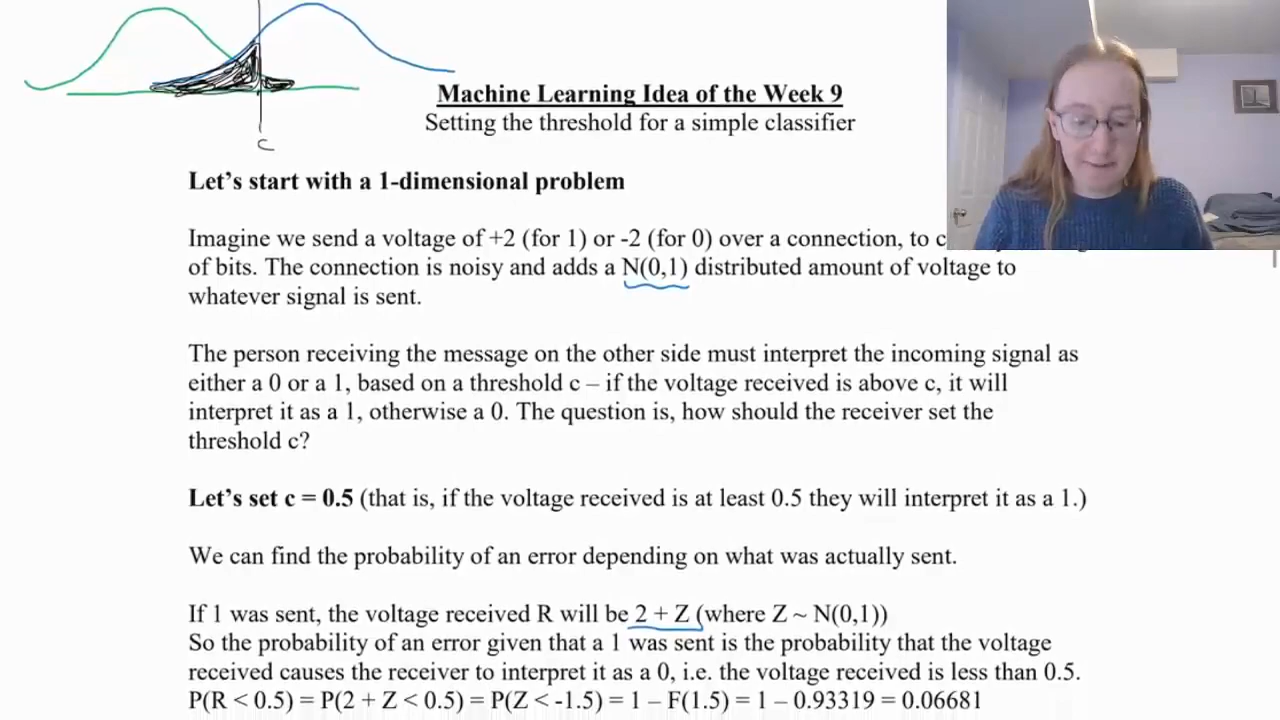 c
Machine Learning Idea of the Week 9
Setting the threshold for a simple classifier
Let's start with a 1-dimensional problem
Imagine we send a voltage of +2 (for 1) or -2 (for 0) over a connection, to
of bits. The connection is noisy and adds a N(0,1) distributed amount of voltage to
whatever signal is sent.
The person receiving the message on the other side must interpret the incoming signal as
either a 0 or a 1, based on a threshold c – if the voltage received is above c, it will
interpret it as a 1, otherwise a 0. The question is, how should the receiver set the
threshold c?
Let's set c = 0.5 (that is, if the voltage received is at least 0.5 they will interpret it as a 1.)
We can find the probability of an error depending on what was actually sent.
If 1 was sent, the voltage received R will be 2 + Z (where Z ~ N(0,1))
So the probability of an error given that a 1 was sent is the probability that the voltage
received causes the receiver to interpret it as a 0, i.e. the voltage received is less than 0.5.
P(R < 0.5) = P(2 + Z < 0.5) = P(Z < -1.5) = 1 – F(1.5) = 1 – 0.93319 = 0.06681